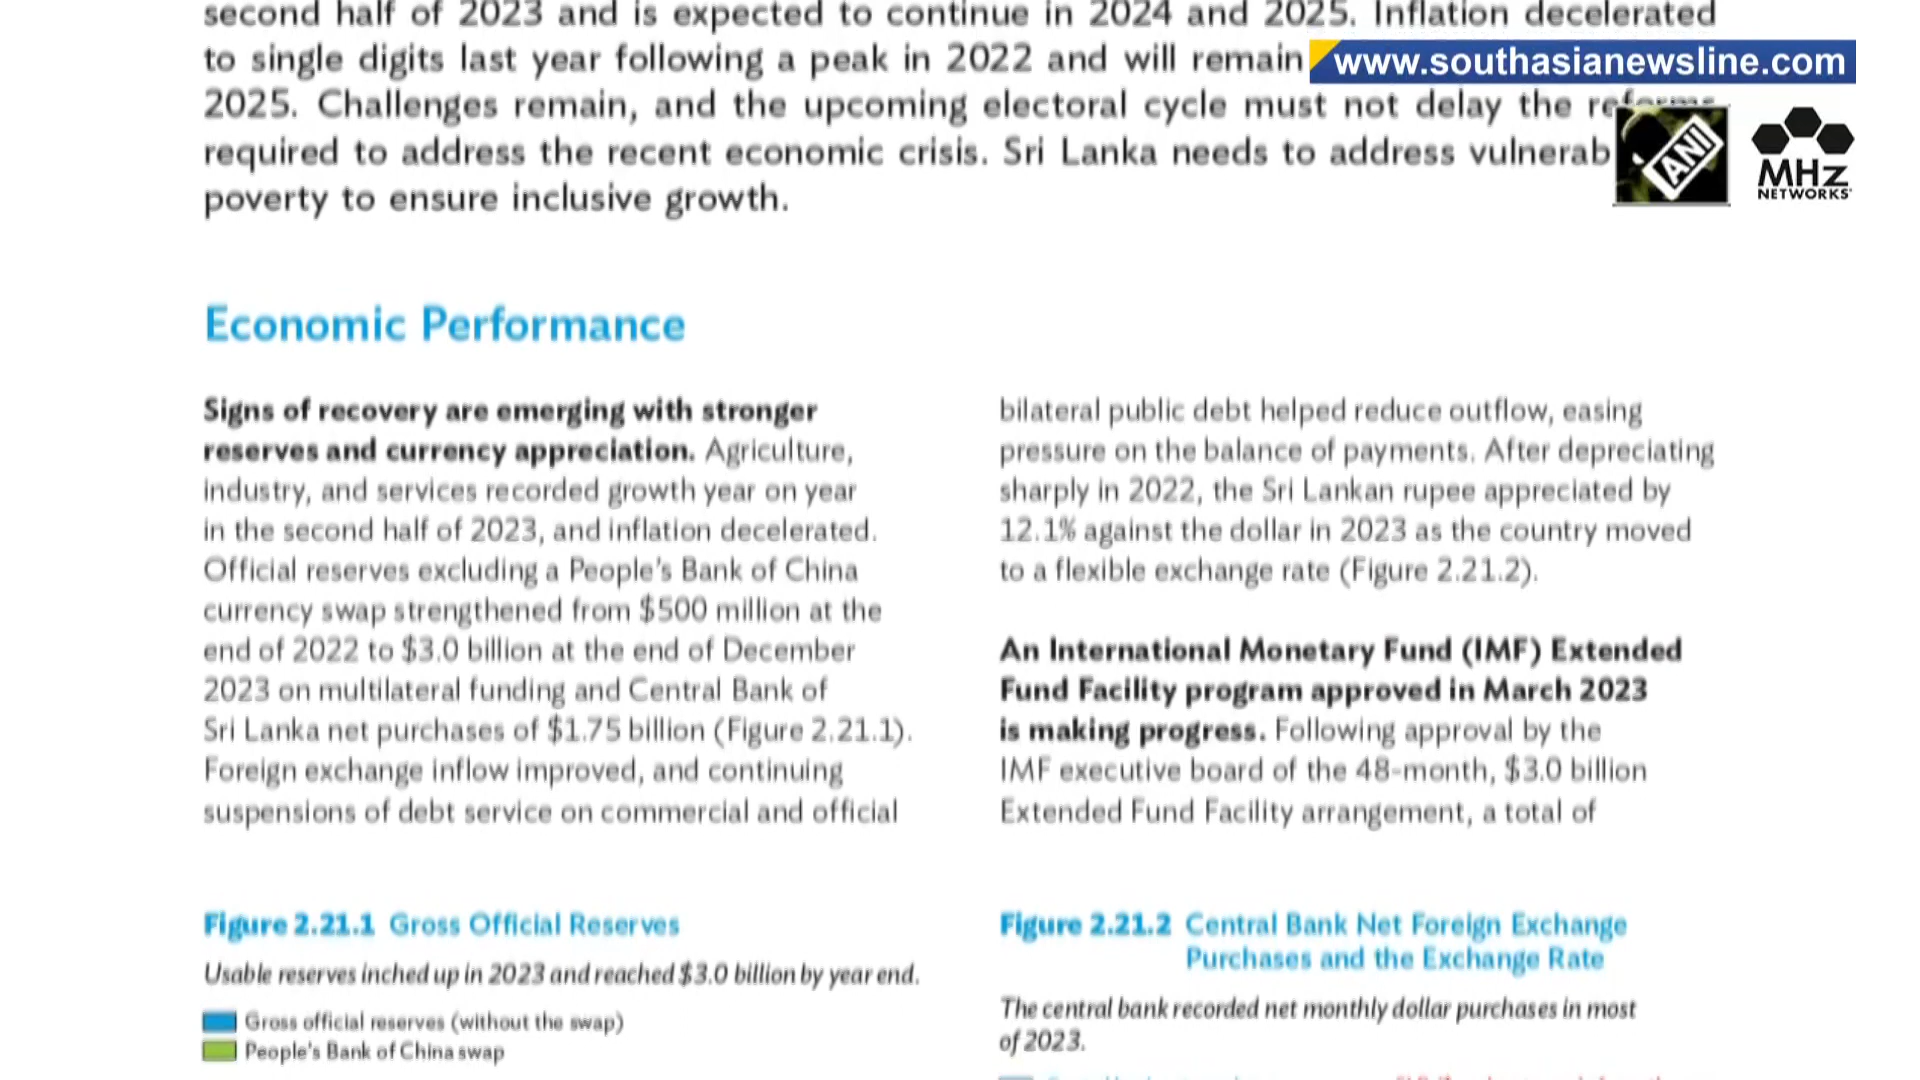 second half of 2023 and is expected to continue in 2024 and 2025. Inflation decelerated
to single digits last year following a peak in 2022 and will remain
2025. Challenges remain, and the upcoming electoral cycle must not delay the reforms
required to address the recent economic crisis. Sri Lanka needs to address vulnerab
poverty to ensure inclusive growth.
www.southasianewsline.com
ANI
MHz
NETWORKS
Economic Performance
Signs of recovery are emerging with stronger
reserves and currency appreciation. Agriculture,
industry, and services recorded growth year on year
in the second half of 2023, and inflation decelerated.
Official reserves excluding a People's Bank of China
currency swap strengthened from $500 million at the
end of 2022 to $3.0 billion at the end of December
2023 on multilateral funding and Central Bank of
Sri Lanka net purchases of $1.75 billion (Figure 2.21.1).
Foreign exchange inflow improved, and continuing
suspensions of debt service on commercial and official
bilateral public debt helped reduce outflow, easing
pressure on the balance of payments. After depreciating
sharply in 2022, the Sri Lankan rupee appreciated by
12.1% against the dollar in 2023 as the country moved
to a flexible exchange rate (Figure 2.21.2).
An International Monetary Fund (IMF) Extended
Fund Facility program approved in March 2023
is making progress. Following approval by the
IMF executive board of the 48-month, $3.0 billion
Extended Fund Facility arrangement, a total of
Figure 2.21.1 Gross Official Reserves
Usable reserves inched up in 2023 and reached $3.0 billion by year end.
Gross official reserves (without the swap)
People's Bank of China swap
Figure 2.21.2 Central Bank Net Foreign Exchange
Purchases and the Exchange Rate
The central bank recorded net monthly dollar purchases in most
of 2023.